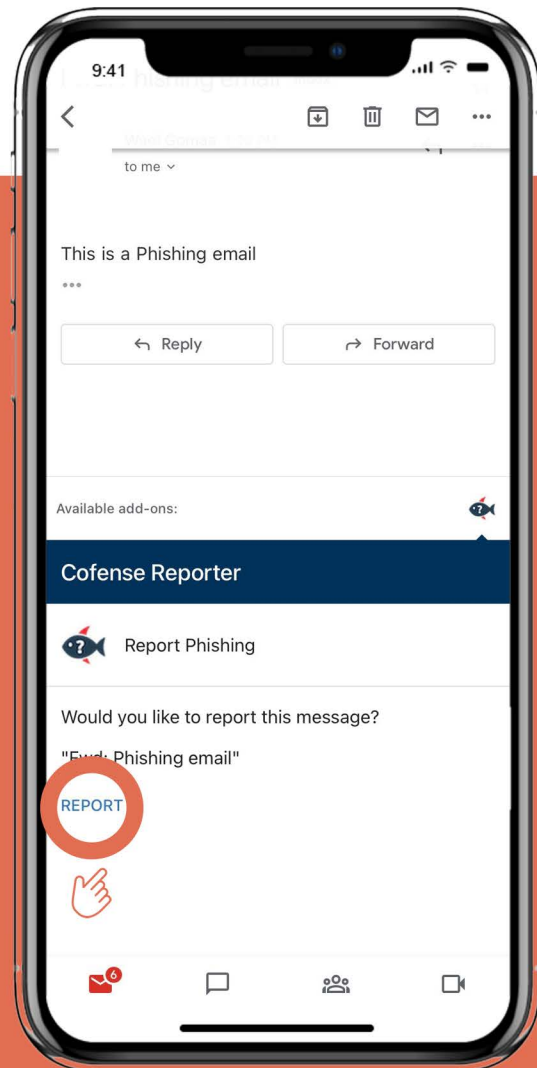 9:41
to me
This is a Phishing email
Reply
Forward
Available add-ons:
Cofense Reporter
?
Report Phishing
Would you like to report this message?
"Fwd: Phishing email"
REPORT
6